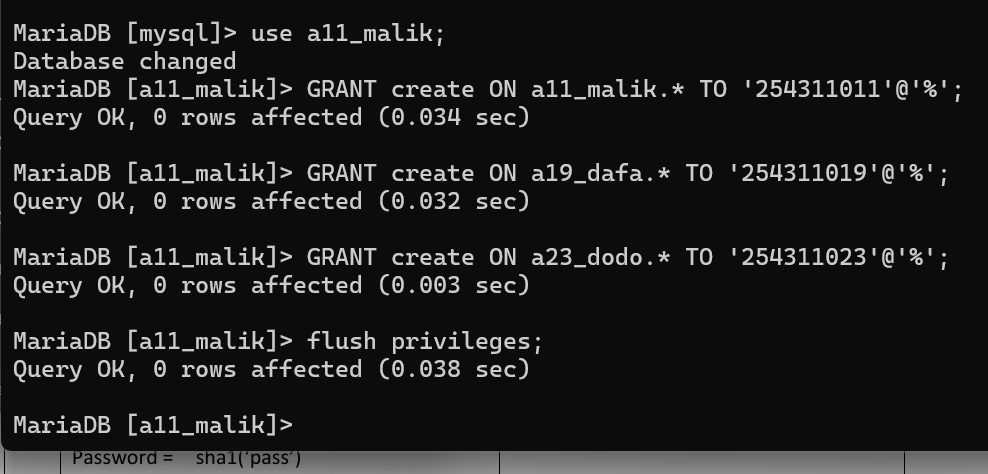 MariaDB [mysql]> use a11_malik;
Database changed
MariaDB [a11_malik]> GRANT create ON a11_malik.* TO '254311011'@'%';
Query OK, 0 rows affected (0.034 sec)
MariaDB [a11_malik]> GRANT create ON a19_dafa.* TO '254311019'@'%';
Query OK, 0 rows affected (0.032 sec)
MariaDB [a11_malik]> GRANT create ON a23_dodo.* TO '254311023'@'%';
Query OK, 0 rows affected (0.003 sec)
MariaDB [a11_malik]> flush privileges;
Query OK, 0 rows affected (0.038 sec)
MariaDB [a11_malik]>
Password = sha1('pass')